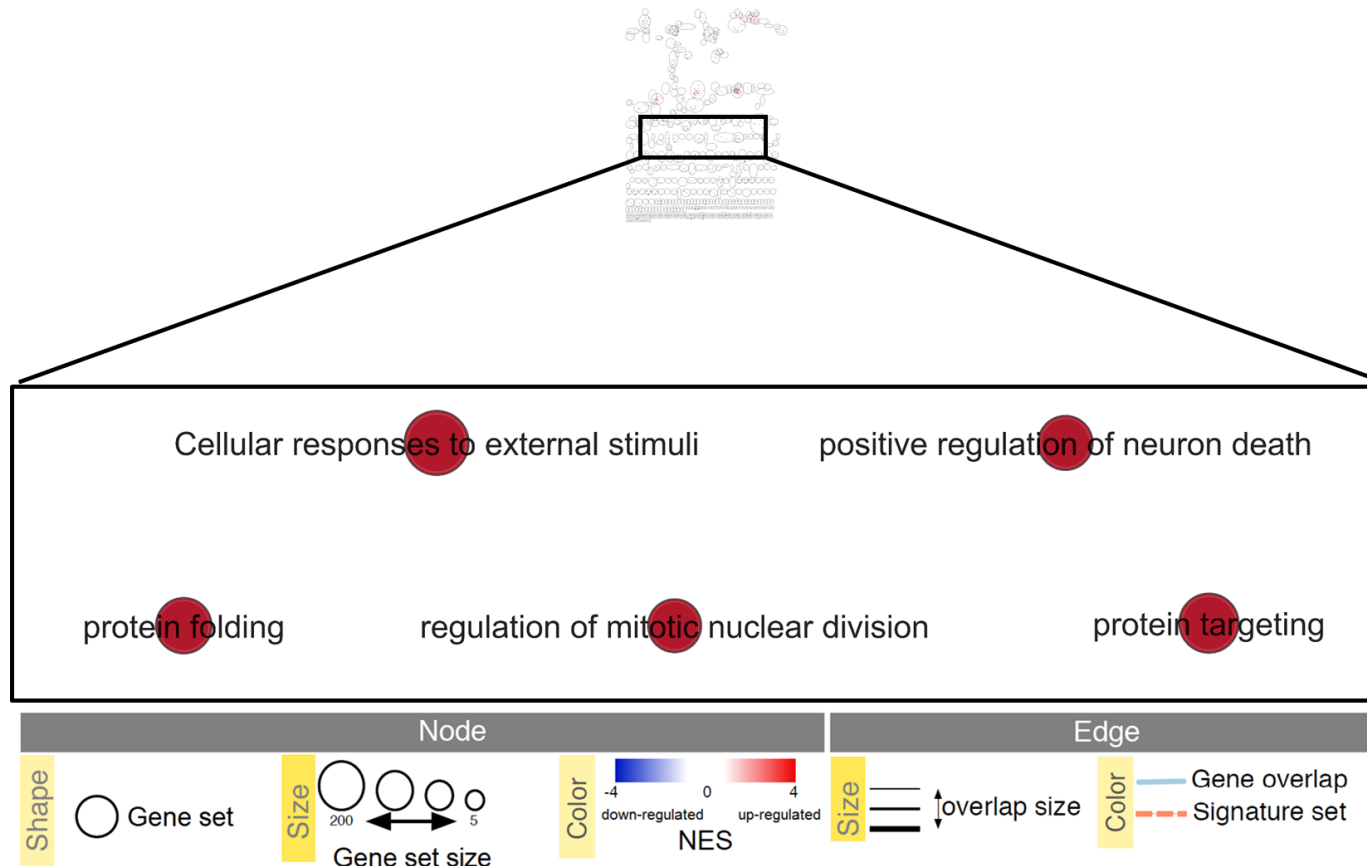 Cellular responses to external stimuli
positive regulation of neuron death
protein folding
regulation of mitotic nuclear division
protein targeting
Node
Edge
Shape
Gene set
Size
200
5
Gene set size
Color
-4
0
4
down-regulated
up-regulated
NES
Size
overlap size
Color
Gene overlap
Signature set